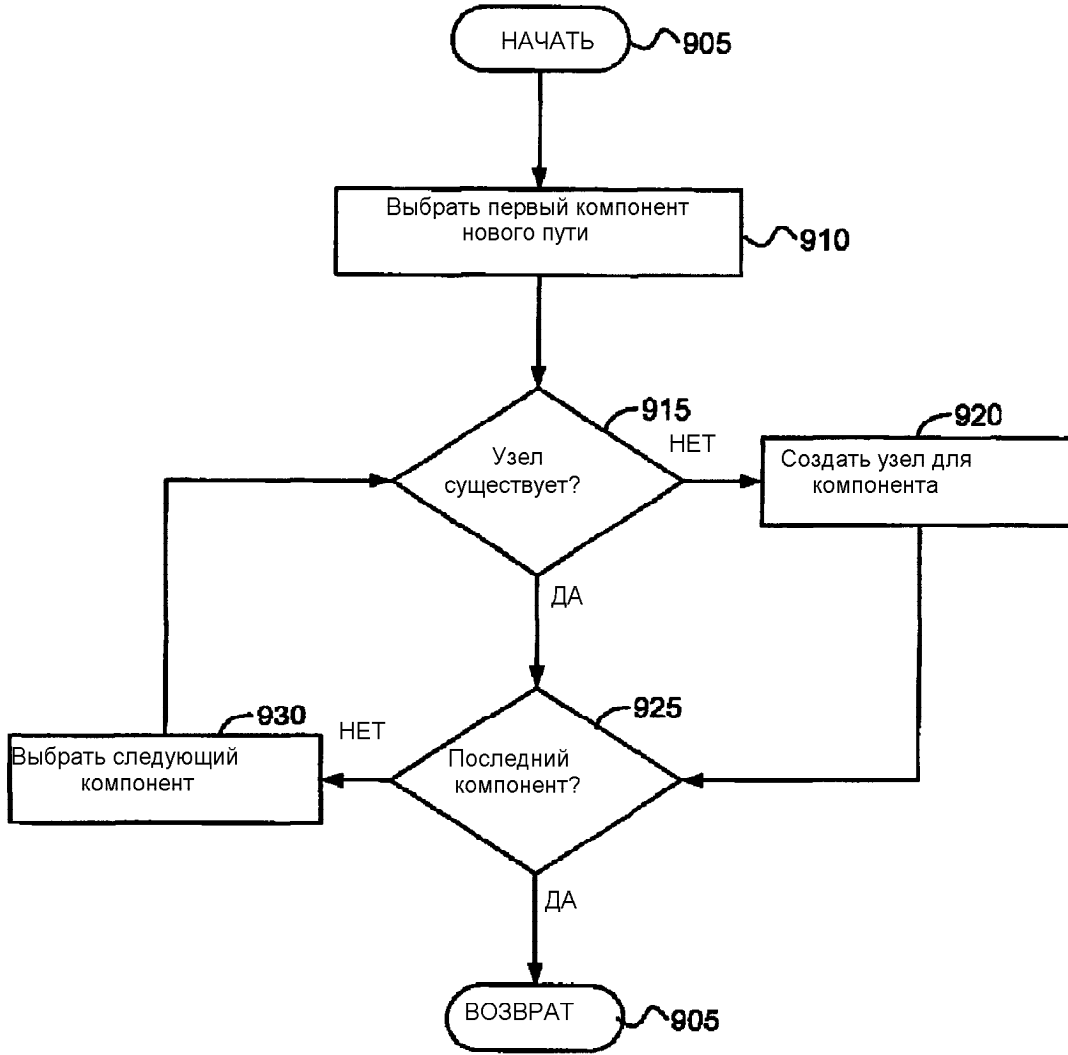 НАЧАТЬ
905
Выбрать первый компонент
нового пути
910
915
НЕТ
920
Узел
существует?
Создать узел для
компонента
ДА
925
930
НЕТ
Выбрать следующий
компонент
Последний
компонент?
ДА
ВОЗВРАТ
905